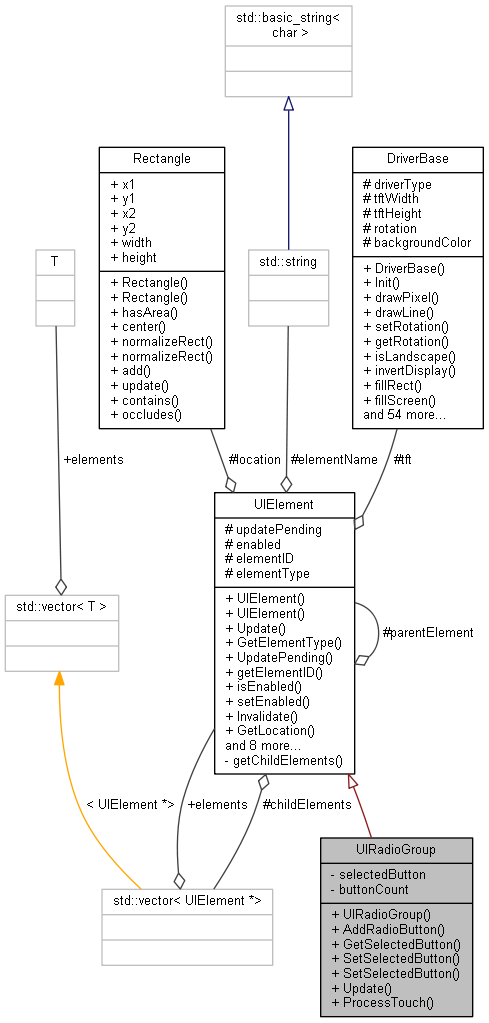 std::basic_string<
char >
Rectangle
+ x1
+ y1
+ x2
+ y2
+ width
+ height
+ Rectangle()
+ Rectangle()
+ hasArea()
+ center()
+ normalizeRect()
+ normalizeRect()
+ add()
+ update()
+ contains()
+ occludes()
DriverBase
# driverType
# tftWidth
# tftHeight
# rotation
# backgroundColor
+ DriverBase()
+ Init()
+ drawPixel()
+ drawLine()
+ setRotation()
+ getRotation()
+ isLandscape()
+ invertDisplay()
+ fillRect()
+ fillScreen()
and 54 more...
T
std::string
+elements
#location
#elementName
#tft
UIElement
# updatePending
# enabled
# elementID
# elementType
+ UIElement()
+ UIElement()
+ Update()
+ GetElementType()
+ UpdatePending()
+ getElementID()
+ isEnabled()
+ setEnabled()
+ Invalidate()
+ GetLocation()
and 8 more...
- getChildElements()
#parentElement
std::vector< T >
< UIElement *>
+elements
#childElements
std::vector< UIElement *>
UIRadioGroup
- selectedButton
- buttonCount
+ UIRadioGroup()
+ AddRadioButton()
+ GetSelectedButton()
+ SetSelectedButton()
+ SetSelectedButton()
+ Update()
+ ProcessTouch()